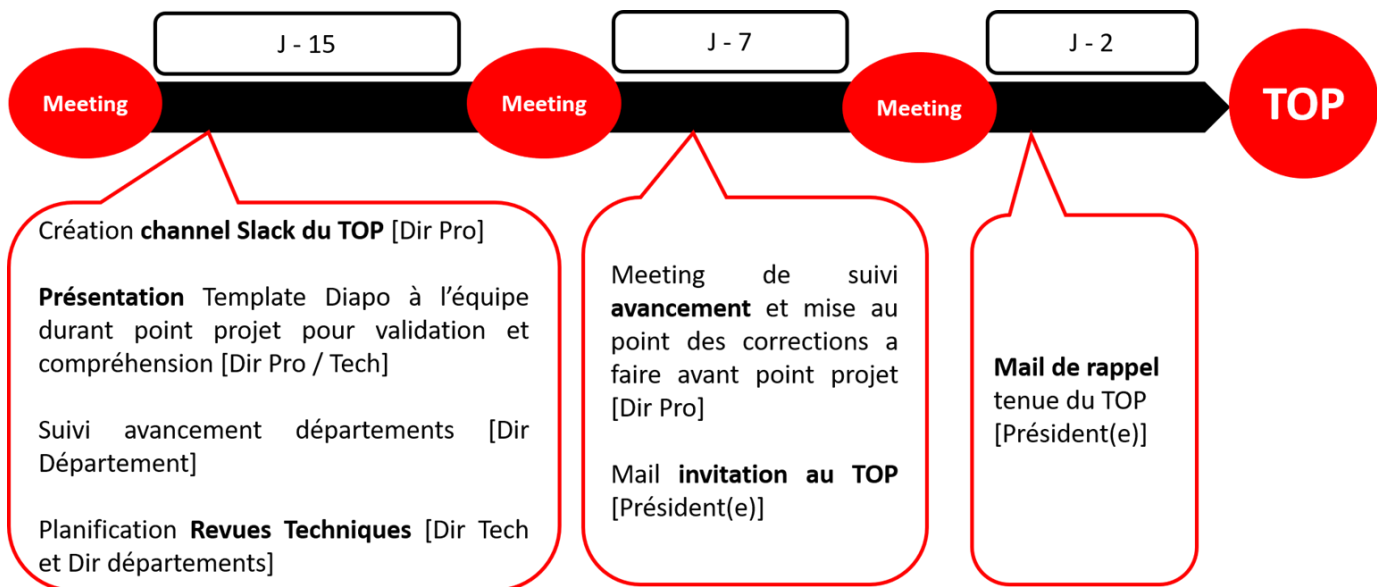 J - 15
J - 7
J - 2
Meeting
Meeting
Meeting
TOP
Création channel Slack du TOP [Dir Pro]
Présentation Template Diapo à l’équipe
durant point projet pour validation et
compréhension [Dir Pro / Tech]
Suivi avancement départements [Dir
Département]
Planification Revues Techniques [Dir Tech
et Dir départements]
Meeting de suivi
avancement et mise au
point des corrections a
faire avant point projet
[Dir Pro]
Mail invitation au TOP
[Président(e)]
Mail de rappel
tenue du TOP
[Président(e)]